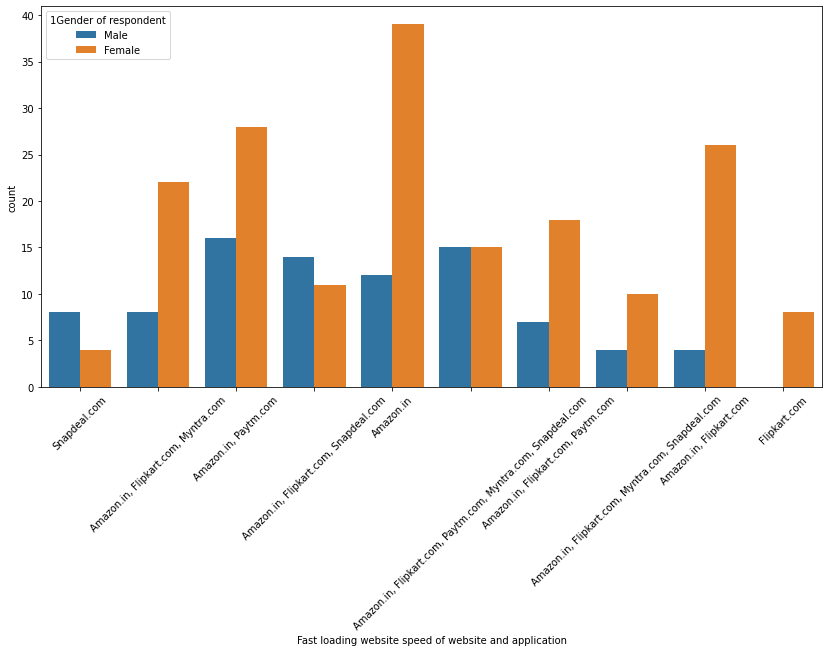 1Gender of respondent
Male
Female
count
40
35
30
25
20
15
10
5
0
Snapdeal.com
Amazon.in, Flipkart.com, Myntra.com
Amazon.in, Paytm.com
Amazon.in, Flipkart.com, Snapdeal.com
Amazon.in
Amazon.in, Flipkart.com, Paytm.com, Myntra.com, Snapdeal.com
Amazon.in, Flipkart.com, Paytm.com
Amazon.in, Flipkart.com, Myntra.com, Snapdeal.com
Amazon.in, Flipkart.com
Flipkart.com
Fast loading website speed of website and application